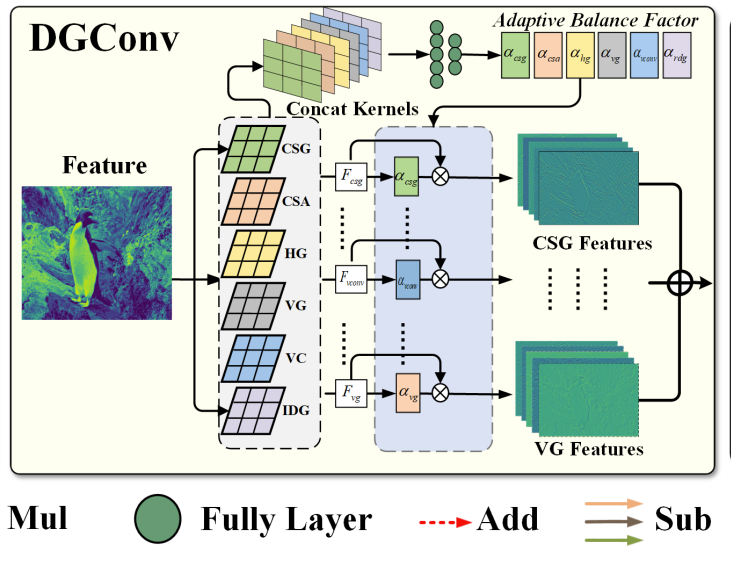 DGConv
Adaptive Balance Factor
α_csg α_csa α_hg α_vg α_vconv α_rdg
Concat Kernels
Feature
CSG
CSA
HG
VG
VC
IDG
F_csg α_csg
F_vconv α_vconv
F_vg α_vg
CSG Features
VG Features
Mul Fully Layer Add Sub